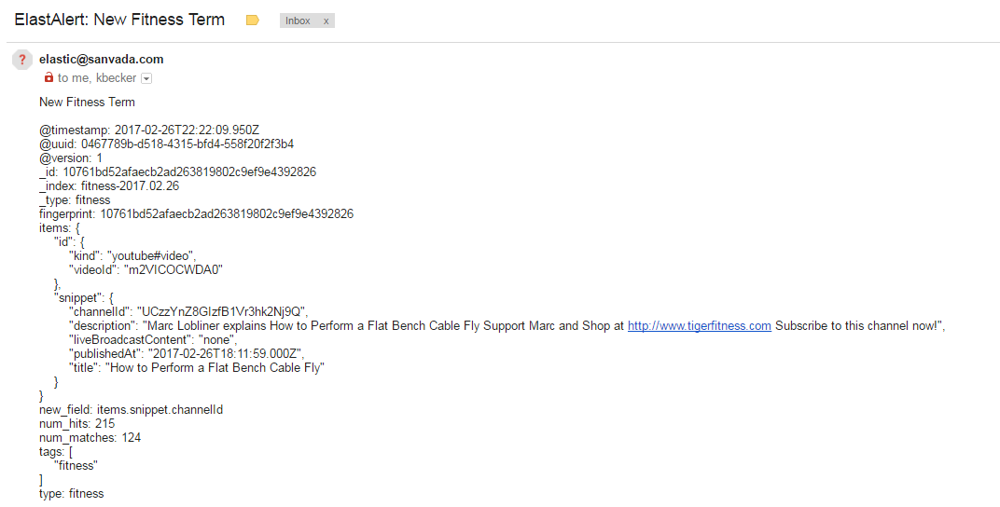 ElastAlert: New Fitness Term
Inbox x
?
elastic@sanvada.com
to me, kbecker
New Fitness Term
@timestamp: 2017-02-26T22:22:09.950Z
@uuid: 0467789b-d518-4315-bfd4-558f20f2f3b4
@version: 1
_id: 10761bd52afaecb2ad263819802c9ef9e4392826
_index: fitness-2017.02.26
_type: fitness
fingerprint: 10761bd52afaecb2ad263819802c9ef9e4392826
items: {
"id": {
"kind": "youtube#video",
"videoId": "m2VICOCWDA0"
},
"snippet": {
"channelId": "UCzzYnZ8GIzfB1Vr3hk2Nj9Q",
"description": "Marc Lobliner explains How to Perform a Flat Bench Cable Fly Support Marc and Shop at http://www.tigerfitness.com Subscribe to this channel now!",
"liveBroadcastContent": "none",
"publishedAt": "2017-02-26T18:11:59.000Z",
"title": "How to Perform a Flat Bench Cable Fly"
}
}
new_field: items.snippet.channelId
num_hits: 215
num_matches: 124
tags: [
"fitness"
]
type: fitness